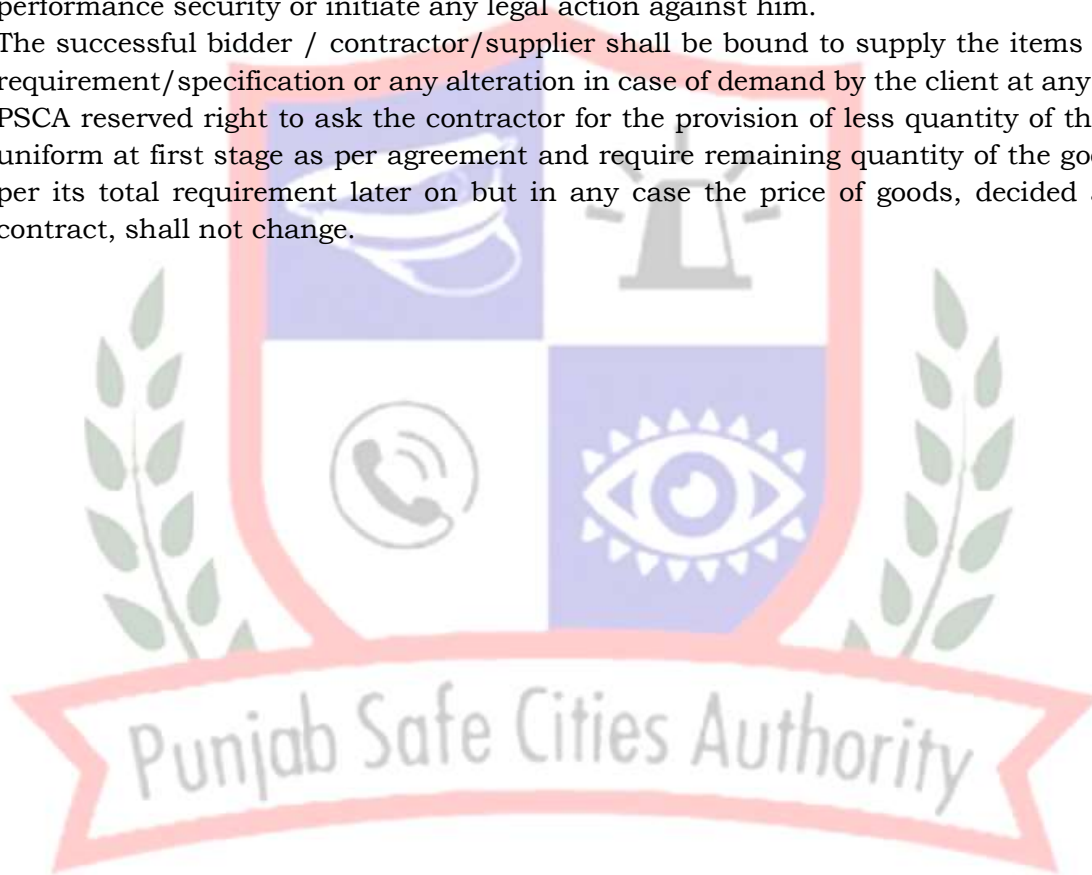 performance security or initiate any legal action against him.
The successful bidder / contractor/supplier shall be bound to supply the items
requirement/specification or any alteration in case of demand by the client at any
PSCA reserved right to ask the contractor for the provision of less quantity of
uniform at first stage as per agreement and require remaining quantity of the
per its total requirement later on but in any case the price of goods, decided
contract, shall not change.
Punjab Safe Cities Authority